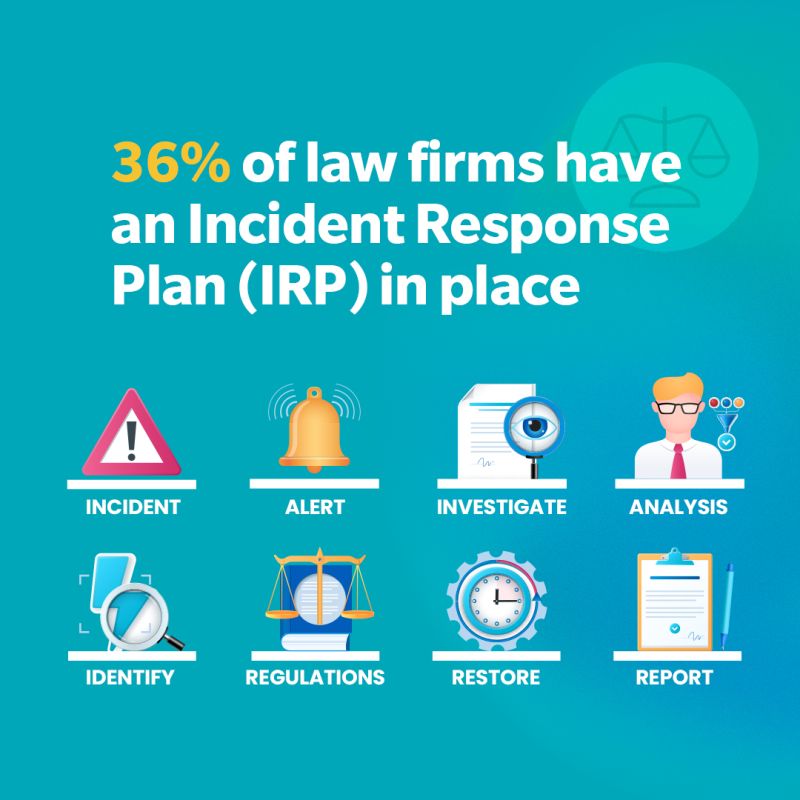 36% of law firms have
an Incident Response
Plan (IRP) in place
INCIDENT
ALERT
INVESTIGATE
ANALYSIS
IDENTIFY
REGULATIONS
RESTORE
REPORT